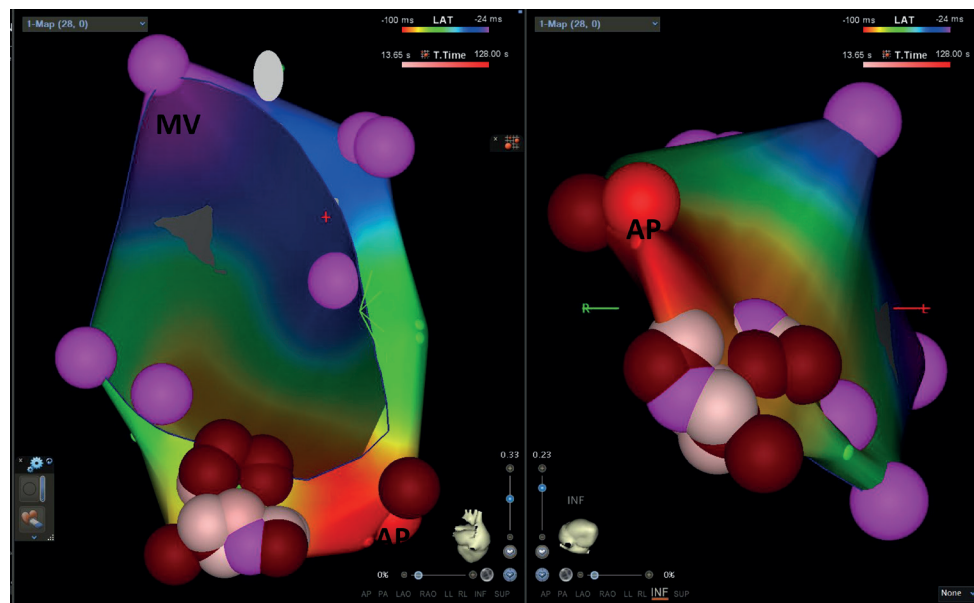 1-Map (28, 0)
-100 ms LAT -24 ms
13.65 s T.Time 128.00 s
MV
AP
0.33
0%
AP PA LAO RAO LL RL INF SUP
1-Map (28, 0)
-100 ms LAT -24 ms
13.65 s T.Time 128.00 s
AP
R
L
0.23
INF
0%
AP PA LAO RAO LL RL INF SUP
None